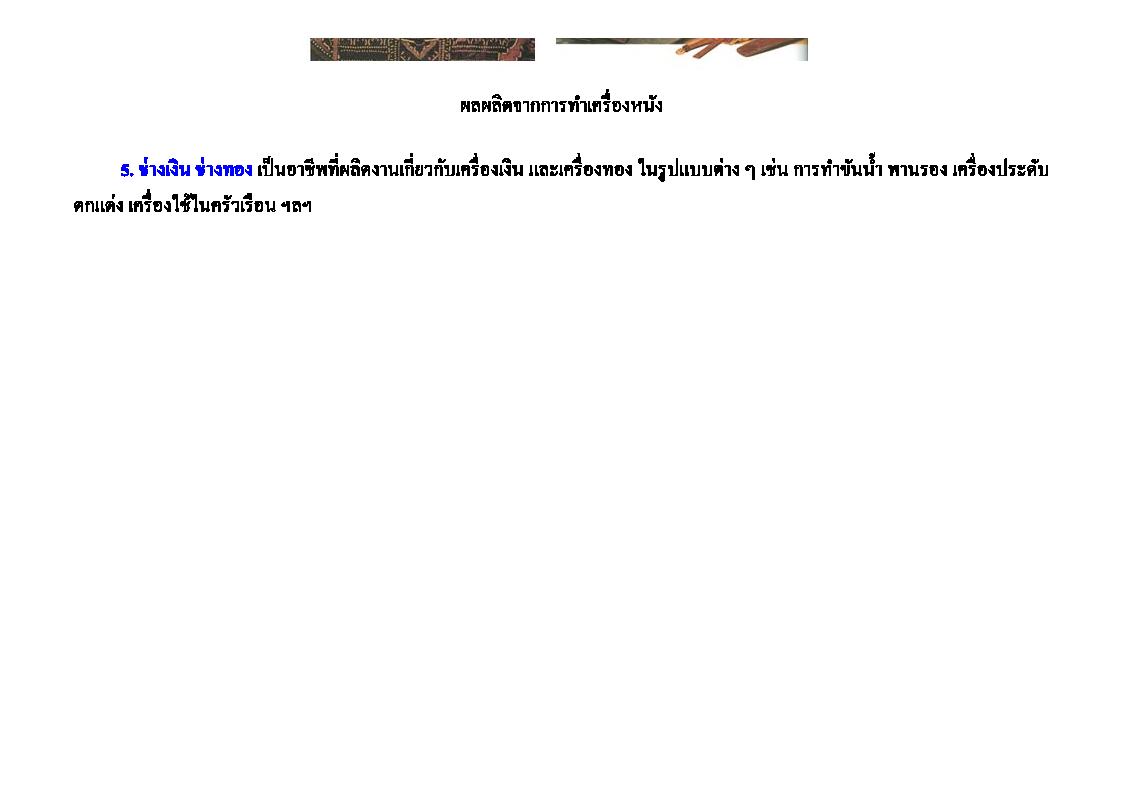 ผลผลิตจากการทำเครื่องหนัง
5. ช่างเงิน ช่างทอง เป็นอาชีพที่ผลิตงานเกี่ยวกับเครื่องเงิน และเครื่องทอง ในรูปแบบต่าง ๆ เช่น การทำขันน้ำ พานรอง เครื่องประดับ
ตกแต่ง เครื่องใช้ในครัวเรือน ฯลฯ